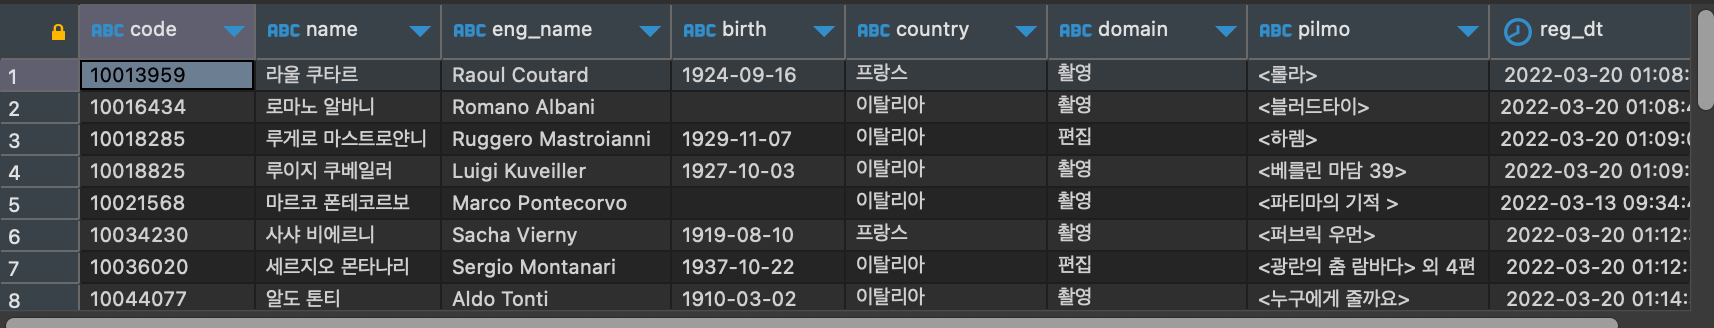 ABC code ABC name ABC eng_name ABC birth ABC country ABC domain ABC pilmo reg_dt
1 10013959 라울 쿠타르 Raoul Coutard 1924-09-16 프랑스 촬영 <롤라> 2022-03-20 01:08:
2 10016434 로마노 알바니 Romano Albani 이탈리아 촬영 <블러드타이> 2022-03-20 01:08:4
3 10018285 루게로 마스트로얀니 Ruggero Mastroianni 1929-11-07 이탈리아 편집 <하렘> 2022-03-20 01:09:0
4 10018825 루이지 쿠베일러 Luigi Kuveiller 1927-10-03 이탈리아 촬영 <베를린 마담 39> 2022-03-20 01:09:
5 10021568 마르코 폰테코르보 Marco Pontecorvo 이탈리아 촬영 <파티마의 기적 > 2022-03-13 09:34:4
6 10034230 사샤 비에르니 Sacha Vierny 1919-08-10 프랑스 촬영 <퍼브릭 우먼> 2022-03-20 01:12:
7 10036020 세르지오 몬타나리 Sergio Montanari 1937-10-22 이탈리아 편집 <광란의 춤 람바다> 외 4편 2022-03-20 01:12:
8 10044077 알도 톤티 Aldo Tonti 1910-03-02 이탈리아 촬영 <누구에게 줄까요> 2022-03-20 01:14: